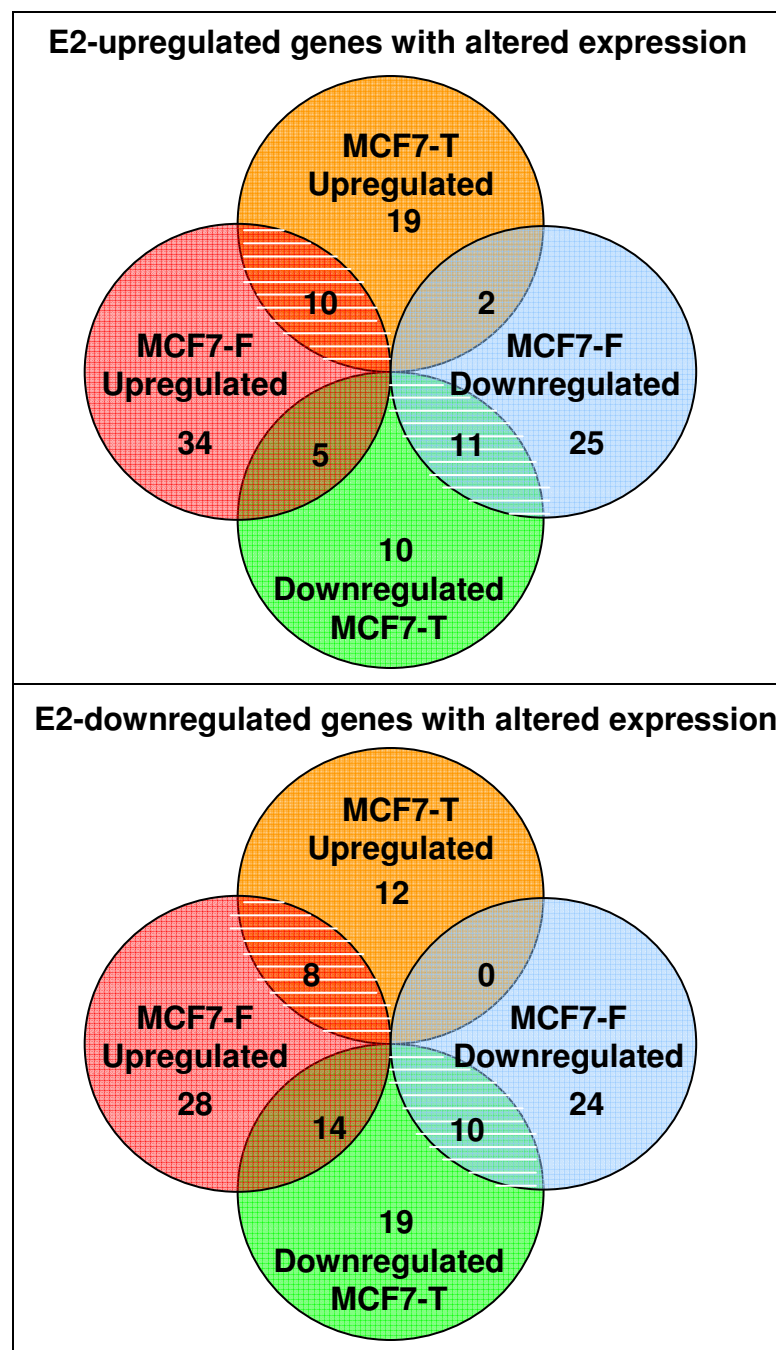 E2-upregulated genes with altered expression
MCF7-T
Upregulated
19
10
2
MCF7-F
Upregulated
MCF7-F
Downregulated
34
5
11
25
10
Downregulated
MCF7-T
E2-downregulated genes with altered expression
MCF7-T
Upregulated
12
8
0
MCF7-F
Upregulated
MCF7-F
Downregulated
28
14
10
24
19
Downregulated
MCF7-T